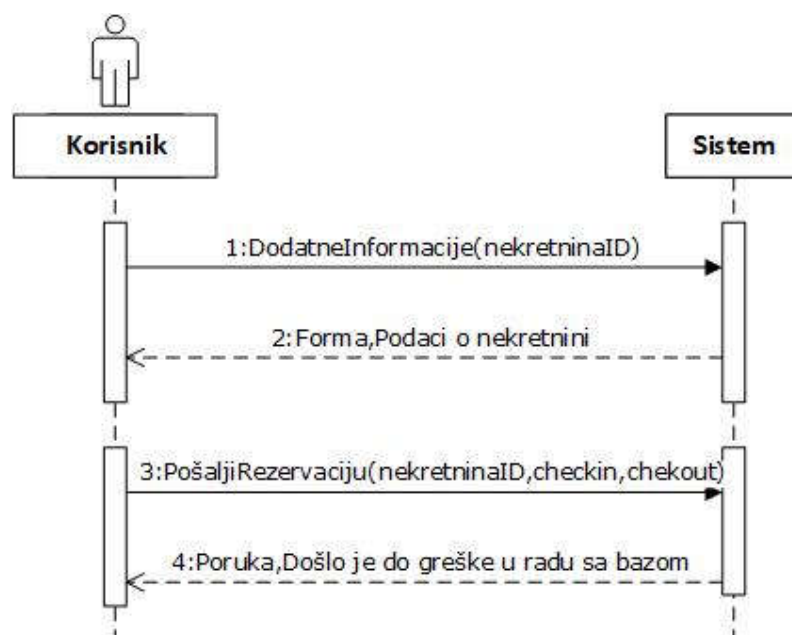 Korisnik
Sistem
1:DodatneInformacije(nekretninaID)
2:Forma,Podaci o nekretnini
3:PošaljiRezervaciju(nekretninaID,checkin,chekout)
4:Poruka,Došlo je do greške u radu sa bazom